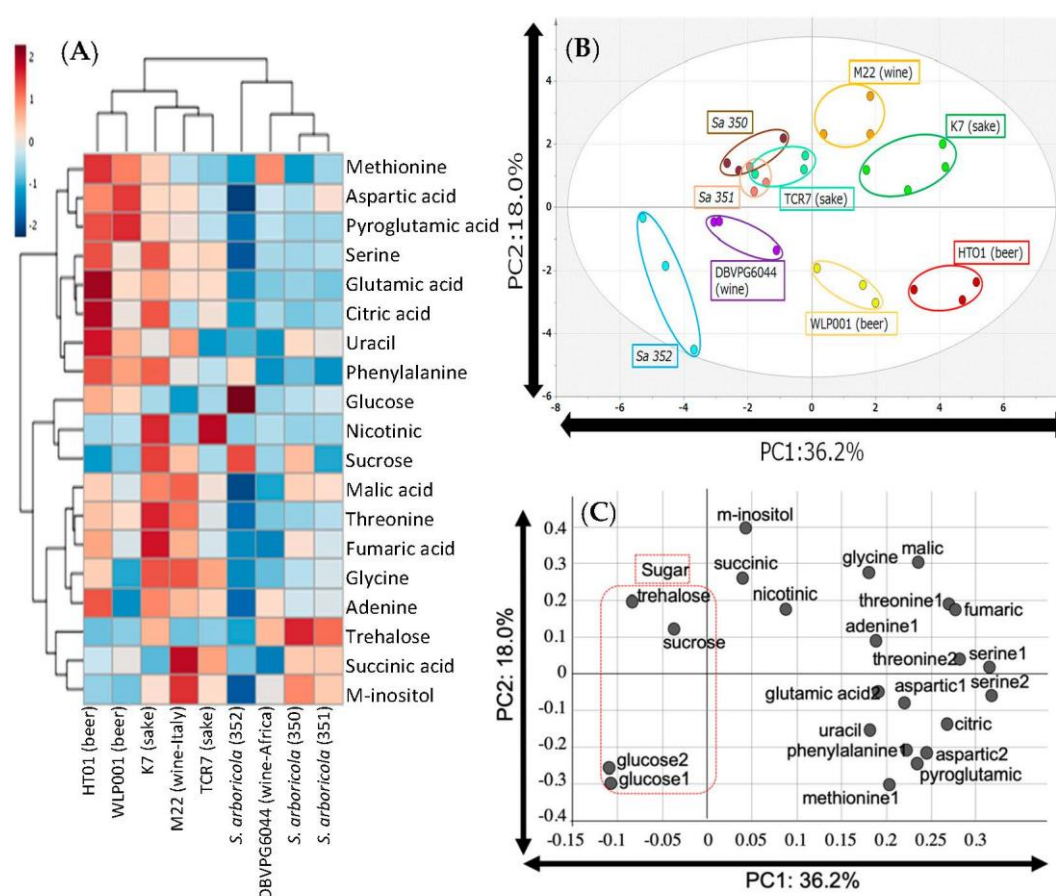 (A)
2
1
0
-1
-2
Methionine
Aspartic acid
Pyroglutamic acid
Serine
Glutamic acid
Citric acid
Uracil
Phenylalanine
Glucose
Nicotinic
Sucrose
Malic acid
Threonine
Fumaric acid
Glycine
Adenine
Trehalose
Succinic acid
M-inositol
HT01 (beer)
WLP001 (beer)
K7 (sake)
M22 (wine-Italy)
TCR7 (sake)
S. arboricola (352)
DBVPG6044 (wine-Africa)
S. arboricola (350)
S. arboricola (351)
(B)
PC2:18.0%
6
4
2
0
-2
-4
-6
M22 (wine)
Sa 350
K7 (sake)
Sa 351
TCR7 (sake)
DBVPG6044
(wine)
HT01 (beer)
WLP001 (beer)
Sa 352
-8 -6 -4 -2 0 2 4 6
PC1:36.2%
(C)
PC2: 18.0%
0.4
0.3
0.2
0.1
0
-0.1
-0.2
-0.3
-0.4
m-inositol
succinic
glycine
malic
Sugar
trehalose
nicotinic
threonine1
fumaric
sucrose
adenine1
threonine2
serine1
glutamic acid2
aspartic1
serine2
uracil
citric
phenylalanine1
aspartic2
glucose2
pyroglutamic
glucose1
methionine1
-0.15 -0.1 -0.05 0 0.05 0.1 0.15 0.2 0.25 0.3
PC1: 36.2%